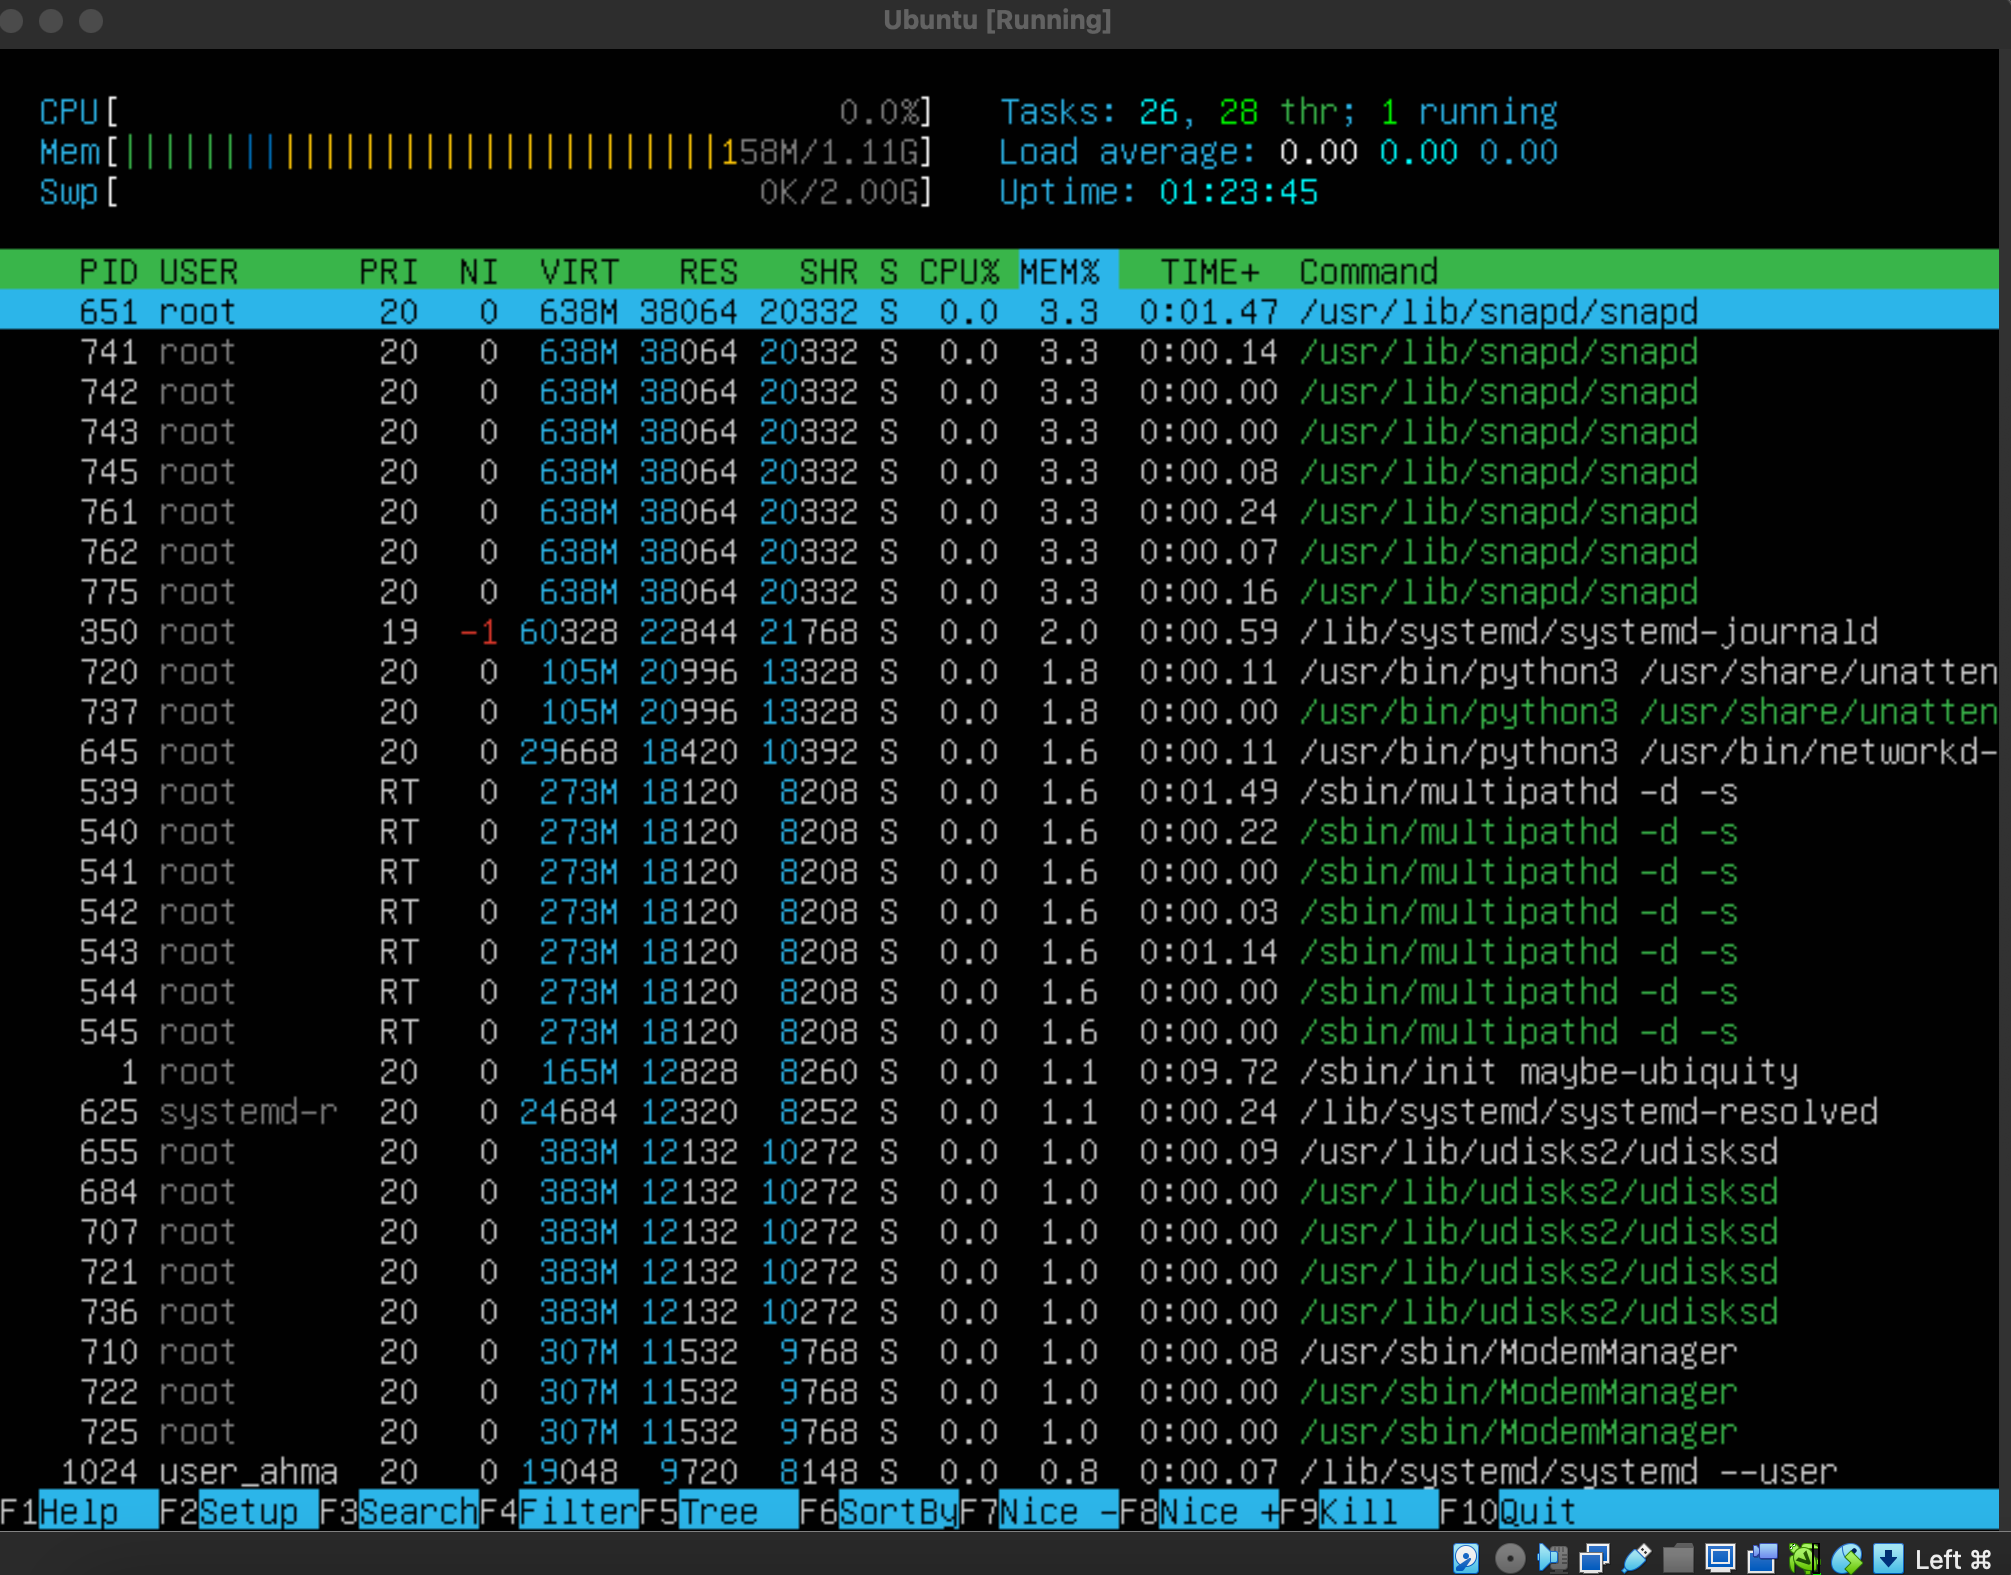 Ubuntu [Running]
CPU[ 0.0%] Tasks: 26, 28 thr; 1 running
Mem[||||||||||||||||||||||||||||||158M/1.11G] Load average: 0.00 0.00 0.00
Swp[ 0K/2.00G] Uptime: 01:23:45
PID USER PRI NI VIRT RES SHR S CPU% MEM% TIME+ Command
651 root 20 0 638M 38064 20332 S 0.0 3.3 0:01.47 /usr/lib/snapd/snapd
741 root 20 0 638M 38064 20332 S 0.0 3.3 0:00.14 /usr/lib/snapd/snapd
742 root 20 0 638M 38064 20332 S 0.0 3.3 0:00.00 /usr/lib/snapd/snapd
743 root 20 0 638M 38064 20332 S 0.0 3.3 0:00.00 /usr/lib/snapd/snapd
745 root 20 0 638M 38064 20332 S 0.0 3.3 0:00.08 /usr/lib/snapd/snapd
761 root 20 0 638M 38064 20332 S 0.0 3.3 0:00.24 /usr/lib/snapd/snapd
762 root 20 0 638M 38064 20332 S 0.0 3.3 0:00.07 /usr/lib/snapd/snapd
775 root 20 0 638M 38064 20332 S 0.0 3.3 0:00.16 /usr/lib/snapd/snapd
350 root 19 -1 60328 22844 21768 S 0.0 2.0 0:00.59 /lib/systemd/systemd-journald
720 root 20 0 105M 20996 13328 S 0.0 1.8 0:00.11 /usr/bin/python3 /usr/share/unatten
737 root 20 0 105M 20996 13328 S 0.0 1.8 0:00.00 /usr/bin/python3 /usr/share/unatten
645 root 20 0 29668 18420 10392 S 0.0 1.6 0:00.11 /usr/bin/python3 /usr/bin/networkd-
539 root RT 0 273M 18120 8208 S 0.0 1.6 0:01.49 /sbin/multipathd -d -s
540 root RT 0 273M 18120 8208 S 0.0 1.6 0:00.22 /sbin/multipathd -d -s
541 root RT 0 273M 18120 8208 S 0.0 1.6 0:00.00 /sbin/multipathd -d -s
542 root RT 0 273M 18120 8208 S 0.0 1.6 0:00.03 /sbin/multipathd -d -s
543 root RT 0 273M 18120 8208 S 0.0 1.6 0:01.14 /sbin/multipathd -d -s
544 root RT 0 273M 18120 8208 S 0.0 1.6 0:00.00 /sbin/multipathd -d -s
545 root RT 0 273M 18120 8208 S 0.0 1.6 0:00.00 /sbin/multipathd -d -s
1 root 20 0 165M 12828 8260 S 0.0 1.1 0:09.72 /sbin/init maybe-ubiquity
625 systemd-r 20 0 24684 12320 8252 S 0.0 1.1 0:00.24 /lib/systemd/systemd-resolved
655 root 20 0 383M 12132 10272 S 0.0 1.0 0:00.09 /usr/lib/udisks2/udisksd
684 root 20 0 383M 12132 10272 S 0.0 1.0 0:00.00 /usr/lib/udisks2/udisksd
707 root 20 0 383M 12132 10272 S 0.0 1.0 0:00.00 /usr/lib/udisks2/udisksd
721 root 20 0 383M 12132 10272 S 0.0 1.0 0:00.00 /usr/lib/udisks2/udisksd
736 root 20 0 383M 12132 10272 S 0.0 1.0 0:00.00 /usr/lib/udisks2/udisksd
710 root 20 0 307M 11532 9768 S 0.0 1.0 0:00.08 /usr/sbin/ModemManager
722 root 20 0 307M 11532 9768 S 0.0 1.0 0:00.00 /usr/sbin/ModemManager
725 root 20 0 307M 11532 9768 S 0.0 1.0 0:00.00 /usr/sbin/ModemManager
1024 user_ahma 20 0 19048 9720 8148 S 0.0 0.8 0:00.07 /lib/systemd/systemd --user
F1Help F2Setup F3SearchF4FilterF5Tree F6SortByF7Nice -F8Nice +F9Kill F10Quit
Left ⌘